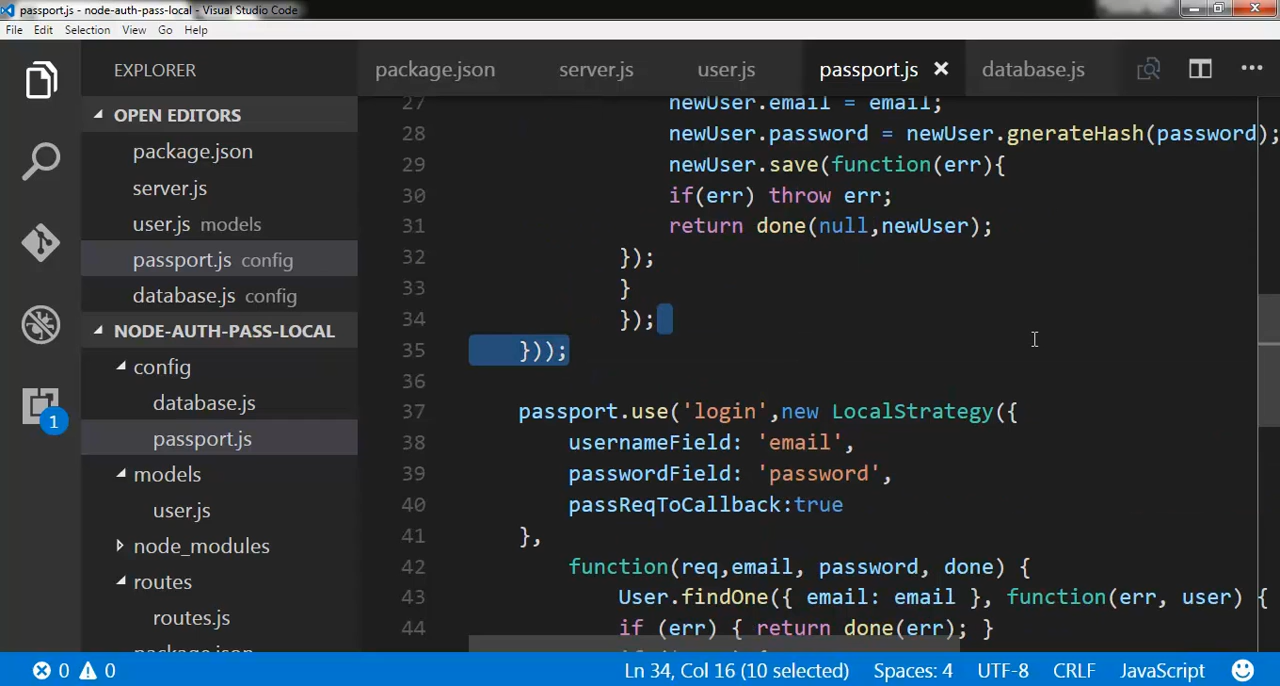 passport.js - node-auth-pass-local - Visual Studio Code
File Edit Selection View Go Help
EXPLORER
OPEN EDITORS
package.json
server.js
user.js models
passport.js config
database.js config
NODE-AUTH-PASS-LOCAL
config
database.js
passport.js
models
user.js
node_modules
routes
routes.js
package.json
1
package.json server.js user.js passport.js database.js
27 newUser.email = email;
28 newUser.password = newUser.gnerateHash(password);
29 newUser.save(function(err){
30 if(err) throw err;
31 return done(null,newUser);
32 });
33 }
34 });
35 }));
36
37 passport.use('login',new LocalStrategy({
38 usernameField: 'email',
39 passwordField: 'password',
40 passReqToCallback:true
41 },
42 function(req,email, password, done) {
43 User.findOne({ email: email }, function(err, user) {
44 if (err) { return done(err); }
0 0 Ln 34, Col 16 (10 selected) Spaces: 4 UTF-8 CRLF JavaScript